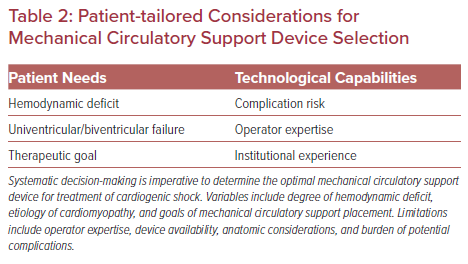 Table 2: Patient-tailored Considerations for
Mechanical Circulatory Support Device Selection
Patient Needs Technological Capabilities
Hemodynamic deficit Complication risk
Univentricular/biventricular failure Operator expertise
Therapeutic goal Institutional experience
Systematic decision-making is imperative to determine the optimal mechanical circulatory support
device for treatment of cardiogenic shock. Variables include degree of hemodynamic deficit,
etiology of cardiomyopathy, and goals of mechanical circulatory support placement. Limitations
include operator expertise, device availability, anatomic considerations, and burden of potential
complications.